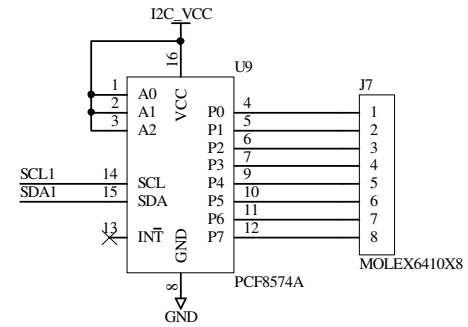 I2C_VCC
16
U9
J7
1 A0 VCC P0 4 1
2 A1 P1 5 2
3 A2 P2 6 3
P3 7 4
SCL1 14 SCL P4 9 5
SDA1 15 SDA P5 10 6
P6 11 7
13 INT GND P7 12 8
8
PCF8574A
MOLEX6410X8
GND